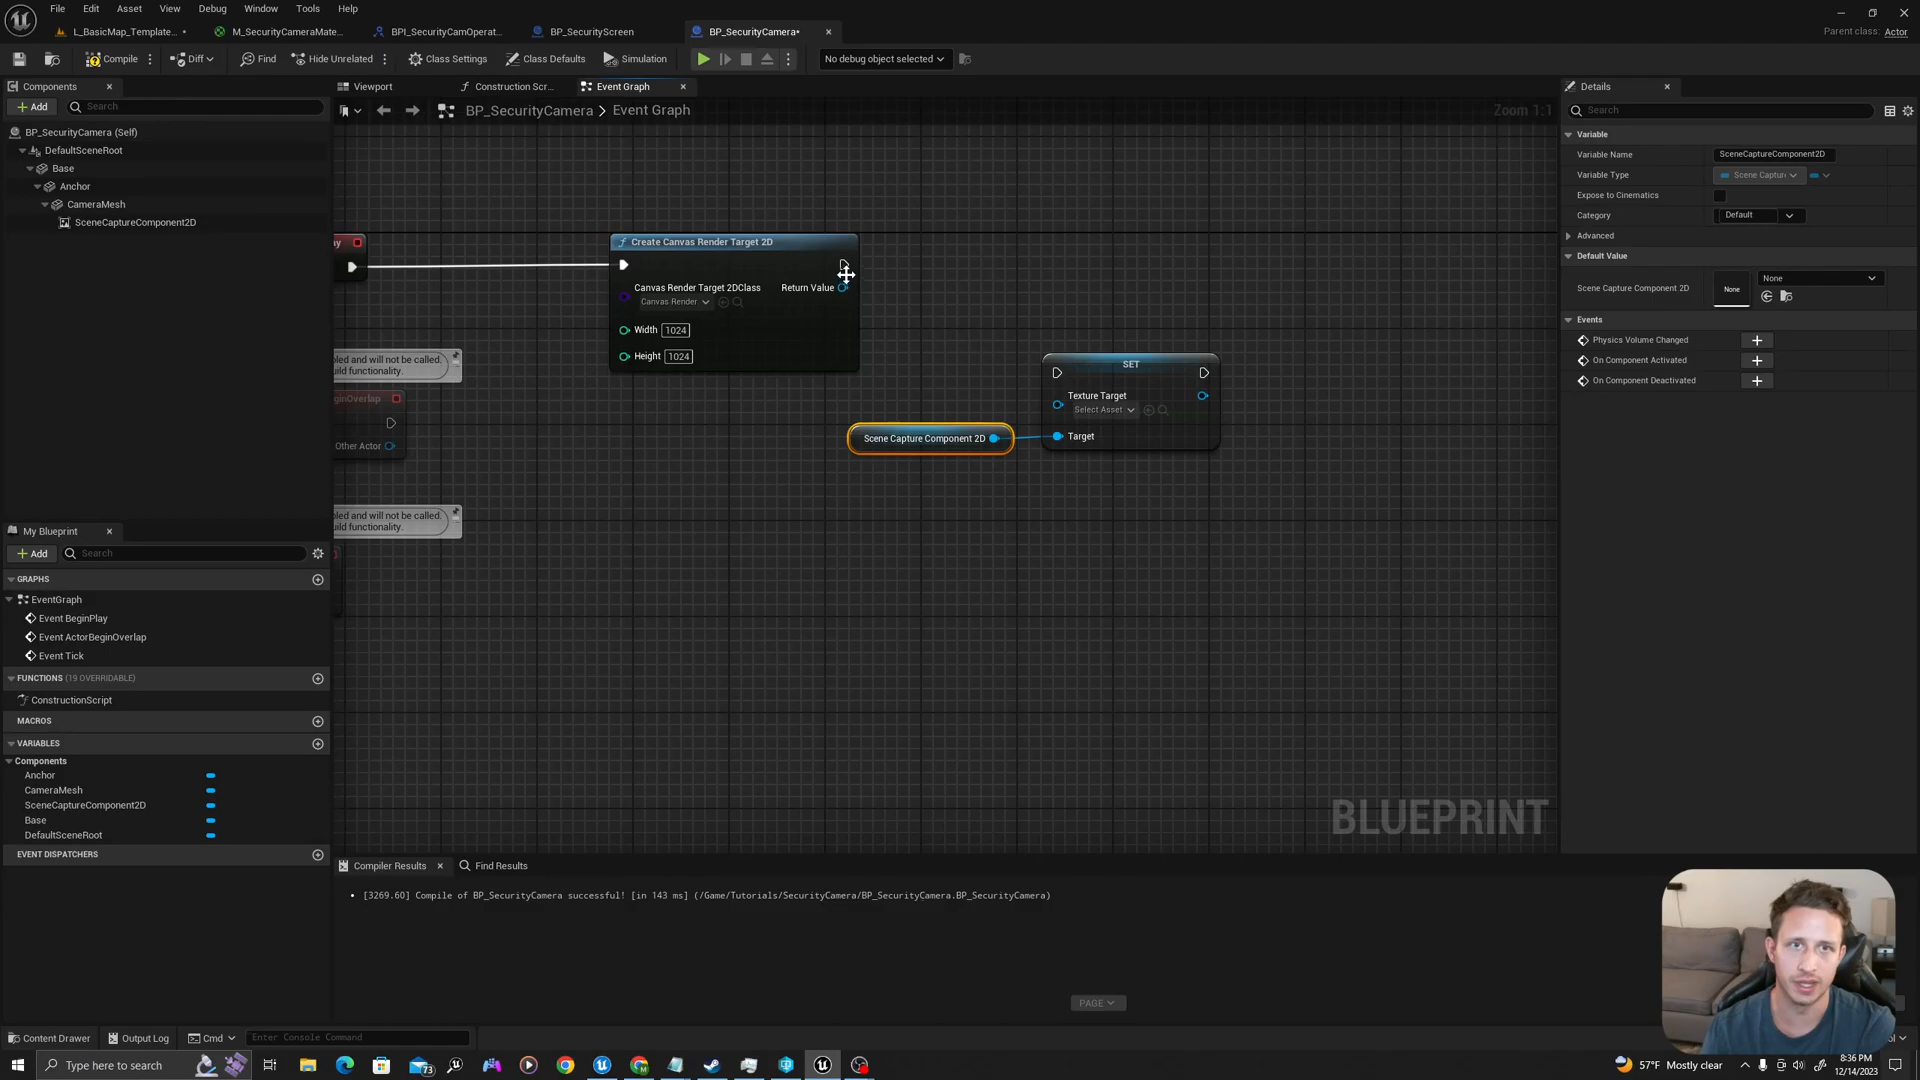 File Edit Asset View Debug Window Tools Help
L_BasicMap_Template... • M_SecurityCameraMate... BPI_SecurityCamOperat... BP_SecurityScreen BP_SecurityCamera•
Parent class: Actor
Compile Diff Find Hide Unrelated Class Settings Class Defaults Simulation No debug object selected
Components
Add Search
BP_SecurityCamera (Self)
DefaultSceneRoot
Base
Anchor
CameraMesh
SceneCaptureComponent2D
My Blueprint
Add Search
GRAPHS
EventGraph
Event BeginPlay
Event ActorBeginOverlap
Event Tick
FUNCTIONS (19 OVERRIDABLE)
ConstructionScript
MACROS
VARIABLES
Components
Anchor
CameraMesh
SceneCaptureComponent2D
Base
DefaultSceneRoot
EVENT DISPATCHERS
Viewport Construction Scr... Event Graph
BP_SecurityCamera > Event Graph
Zoom 1:1
Create Canvas Render Target 2D
Canvas Render Target 2DClass Return Value
Canvas Render
Width 1024
Height 1024
SET
Texture Target
Select Asset
Target
Scene Capture Component 2D
and will not be called.
functionality.
Other Actor
and will not be called.
functionality.
BLUEPRINT
Compiler Results Find Results
• [3269.60] Compile of BP_SecurityCamera successful! [in 143 ms] (/Game/Tutorials/SecurityCamera/BP_SecurityCamera.BP_SecurityCamera)
PAGE
Details
Search
Variable
Variable Name SceneCaptureComponent2D
Variable Type Scene Capture
Expose to Cinematics
Category Default
Advanced
Default Value
Scene Capture Component 2D None None
Events
Physics Volume Changed
On Component Activated
On Component Deactivated
Content Drawer Output Log Cmd Enter Console Command
Type here to search
73
57°F Mostly clear
8:36 PM
12/14/2023